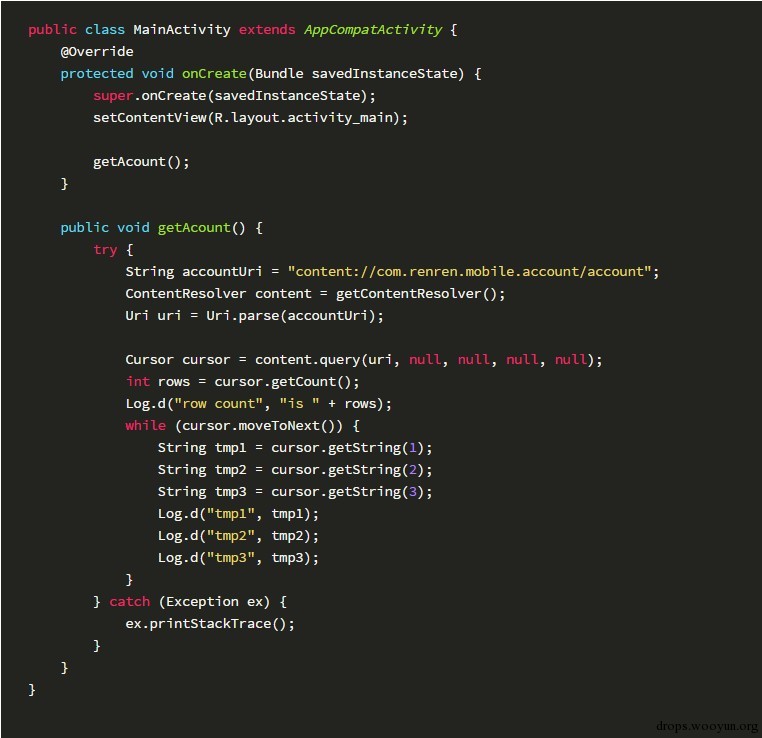 public class MainActivity extends AppCompatActivity {
    @Override
    protected void onCreate(Bundle savedInstanceState) {
        super.onCreate(savedInstanceState);
        setContentView(R.layout.activity_main);

        getAcount();
    }

    public void getAcount() {
        try {
            String accountUri = "content://com.renren.mobile.account/account";
            ContentResolver content = getContentResolver();
            Uri uri = Uri.parse(accountUri);

            Cursor cursor = content.query(uri, null, null, null, null);
            int rows = cursor.getCount();
            Log.d("row count", "is " + rows);
            while (cursor.moveToNext()) {
                String tmp1 = cursor.getString(1);
                String tmp2 = cursor.getString(2);
                String tmp3 = cursor.getString(3);
                Log.d("tmp1", tmp1);
                Log.d("tmp2", tmp2);
                Log.d("tmp3", tmp3);
            }
        } catch (Exception ex) {
            ex.printStackTrace();
        }
    }
}
drops.wooyun.org